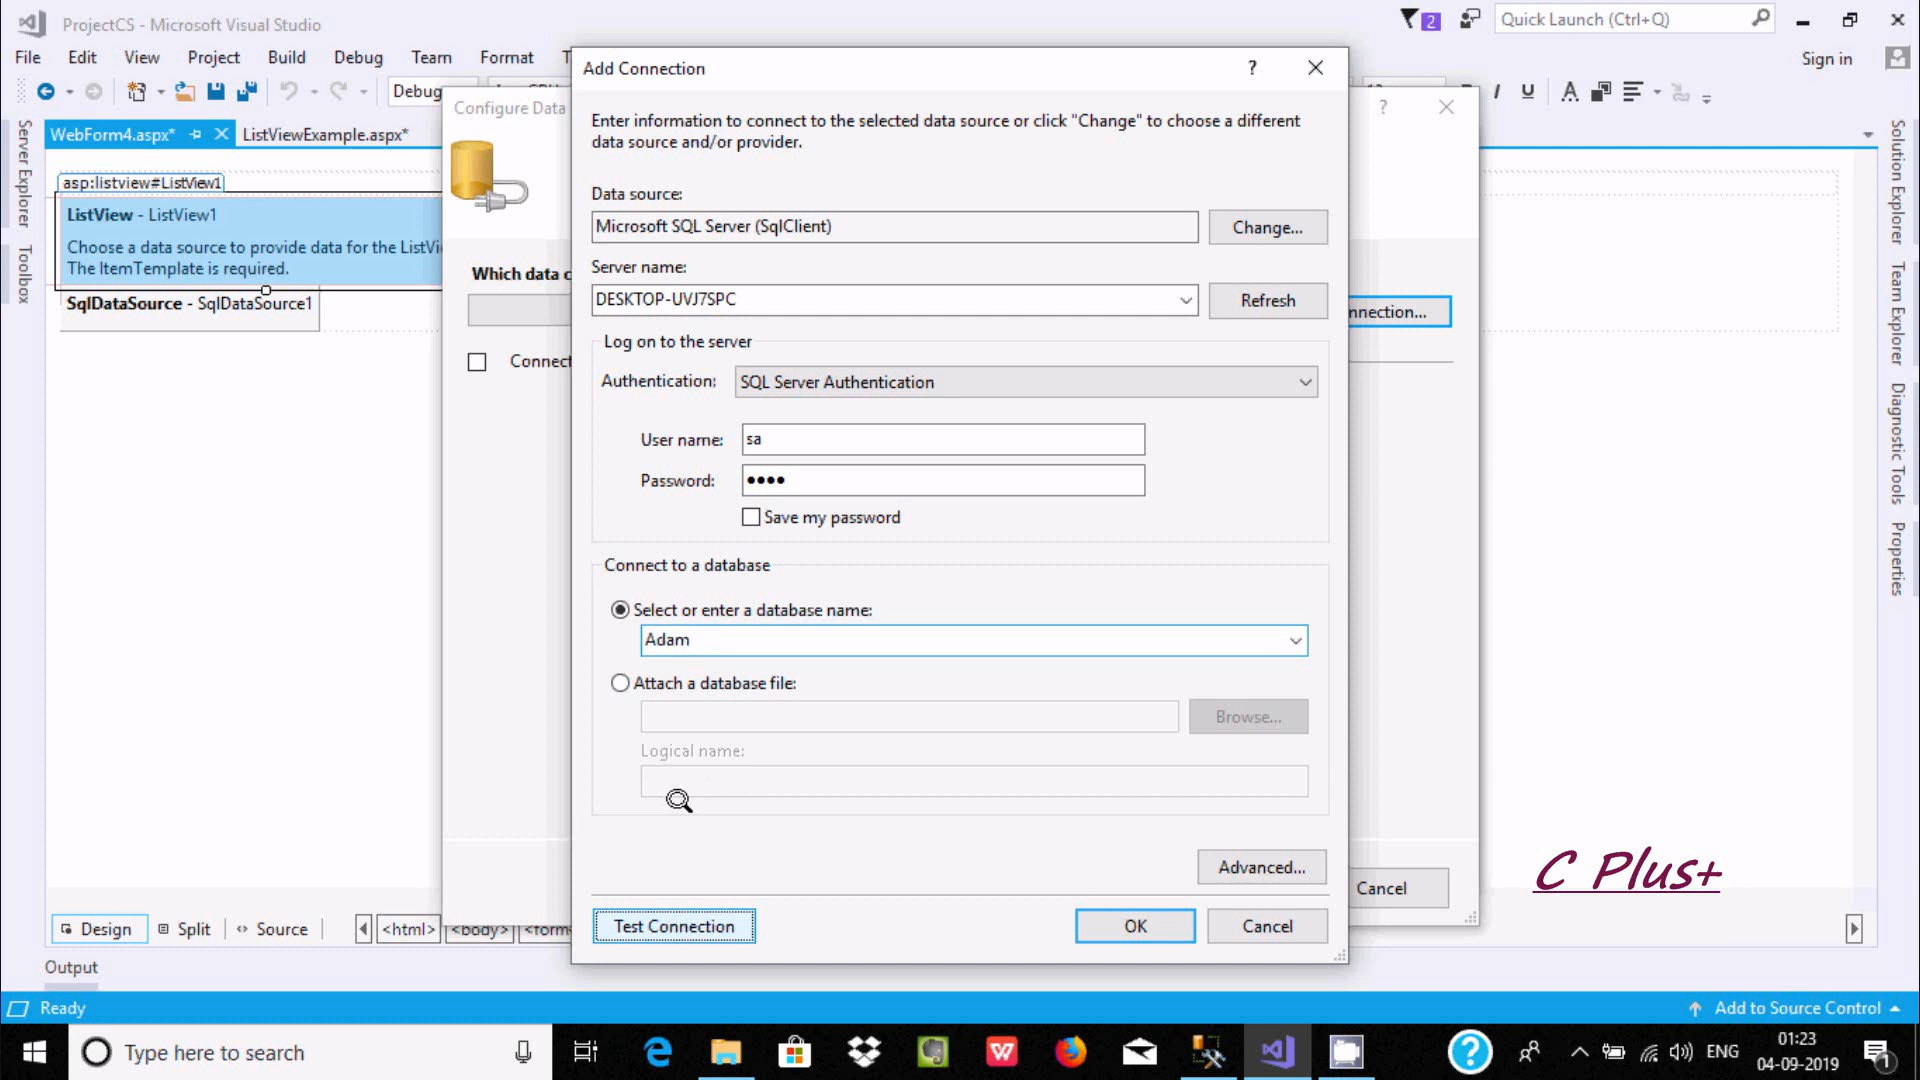 ProjectCS - Microsoft Visual Studio
2
Quick Launch (Ctrl+Q)
File Edit View Project Build Debug Team Format
Sign in
Debug
WebForm4.aspx*
ListViewExample.aspx*
Server Explorer
Toolbox
asp:listview#ListView1
ListView - ListView1
Choose a data source to provide data for the ListVi
The ItemTemplate is required.
SqlDataSource - SqlDataSource1
Configure Data
?
Which data c
nnection...
Connect
Cancel
Add Connection
?
Enter information to connect to the selected data source or click "Change" to choose a different
data source and/or provider.
Data source:
Microsoft SQL Server (SqlClient)
Change...
Server name:
DESKTOP-UVJ7SPC
Refresh
Log on to the server
Authentication:
SQL Server Authentication
User name:
sa
Password:
••••
Save my password
Connect to a database
Select or enter a database name:
Adam
Attach a database file:
Browse...
Logical name:
Advanced...
Test Connection
OK
Cancel
Solution Explorer
Team Explorer
Diagnostic Tools
Properties
C Plus+
Design
Split
Source
<html>
<body>
<form
Output
Ready
Add to Source Control
Type here to search
ENG
01:23
04-09-2019
1